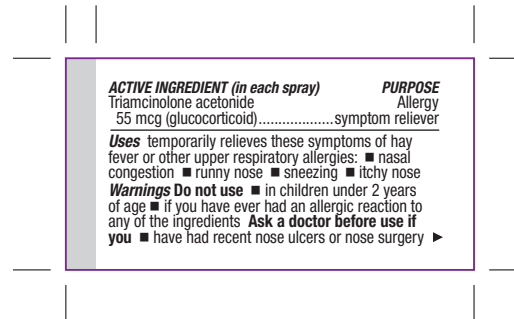 ACTIVE INGREDIENT (in each spray) PURPOSE
Triamcinolone acetonide Allergy
55 mcg (glucocorticoid)...................symptom reliever
Uses temporarily relieves these symptoms of hay
fever or other upper respiratory allergies: ■ nasal
congestion ■ runny nose ■ sneezing ■ itchy nose
Warnings Do not use ■ in children under 2 years
of age ■ if you have ever had an allergic reaction to
any of the ingredients Ask a doctor before use if
you ■ have had recent nose ulcers or nose surgery ►